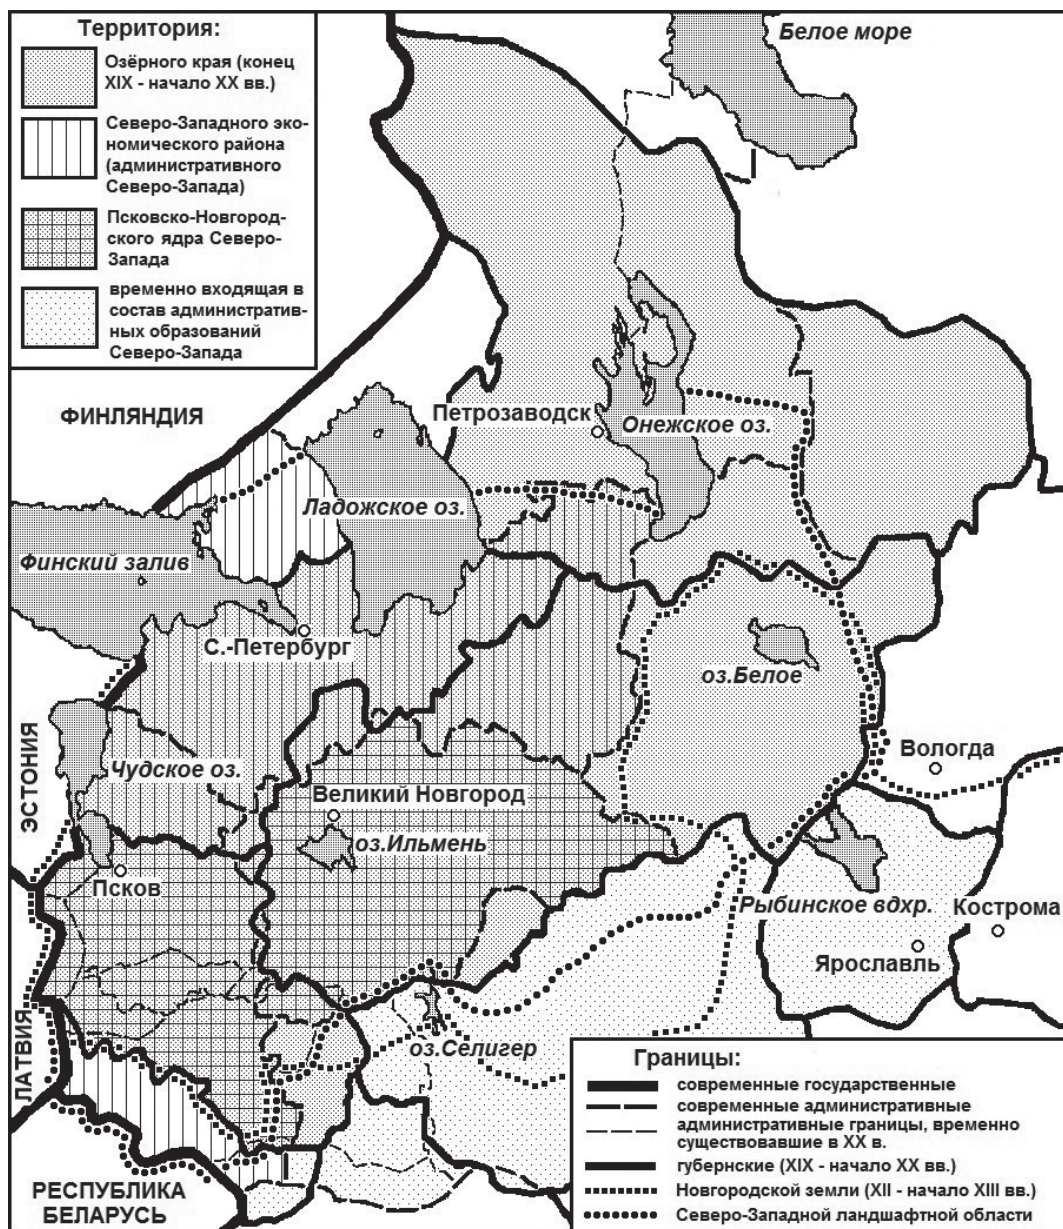 Территория:
Озёрного края (конец
XIX - начало XX вв.)
Северо-Западного эко-
номического района
(административного
Северо-Запада)
Псковско-Новгород-
ского ядра Северо-
Запада
временно входящая в
состав административ-
ных образований
Северо-Запада
Белое море
ФИНЛЯНДИЯ
Петрозаводск
Онежское оз.
Ладожское оз.
Финский залив
С.-Петербург
оз.Белое
ЭСТОНИЯ
Чудское оз.
Вологда
Великий Новгород
оз.Ильмень
Псков
Рыбинское вдхр.
Кострома
Ярославль
ЛАТВИЯ
оз.Селигер
РЕСПУБЛИКА
БЕЛАРУСЬ
Границы:
современные государственные
современные административные
административные границы, временно
существовавшие в XX в.
губернские (XIX - начало XX вв.)
Новгородской земли (XII - начало XIII вв.)
Северо-Западной ландшафтной области